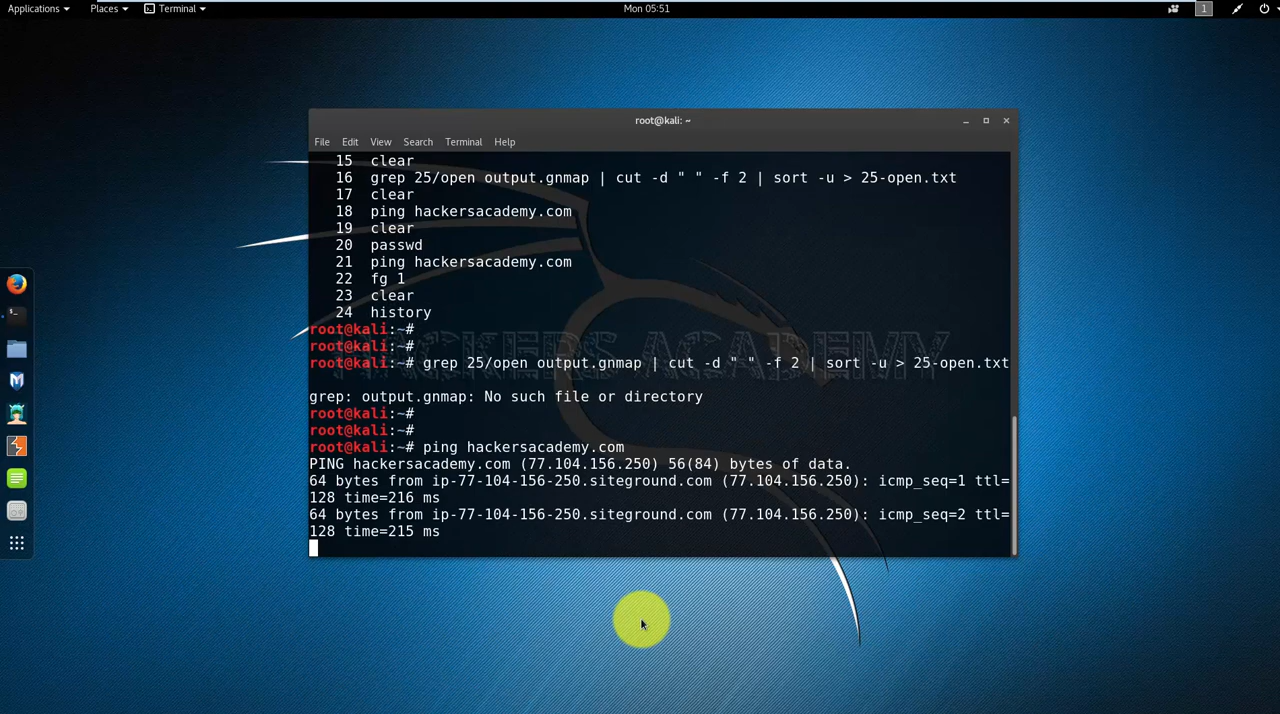 Applications Places Terminal Mon 05:51 1
root@kali: ~
File Edit View Search Terminal Help
15 clear
16 grep 25/open output.gnmap | cut -d " " -f 2 | sort -u > 25-open.txt
17 clear
18 ping hackersacademy.com
19 clear
20 passwd
21 ping hackersacademy.com
22 fg 1
23 clear
24 history
root@kali:~#
root@kali:~#
root@kali:~# grep 25/open output.gnmap | cut -d " " -f 2 | sort -u > 25-open.txt
grep: output.gnmap: No such file or directory
root@kali:~#
root@kali:~#
root@kali:~# ping hackersacademy.com
PING hackersacademy.com (77.104.156.250) 56(84) bytes of data.
64 bytes from ip-77-104-156-250.siteground.com (77.104.156.250): icmp_seq=1 ttl=
128 time=216 ms
64 bytes from ip-77-104-156-250.siteground.com (77.104.156.250): icmp_seq=2 ttl=
128 time=215 ms
HACKERS ACADEMY